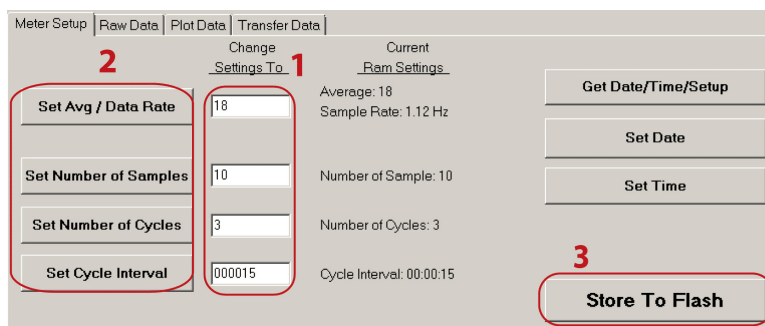 Meter Setup Raw Data Plot Data Transfer Data
2 Change Settings To 1 Current Ram Settings
Set Avg / Data Rate 18 Average: 18
Sample Rate: 1.12 Hz
Set Number of Samples 10 Number of Sample: 10
Set Number of Cycles 3 Number of Cycles: 3
Set Cycle Interval 000015 Cycle Interval: 00:00:15
Get Date/Time/Setup
Set Date
Set Time
3
Store To Flash